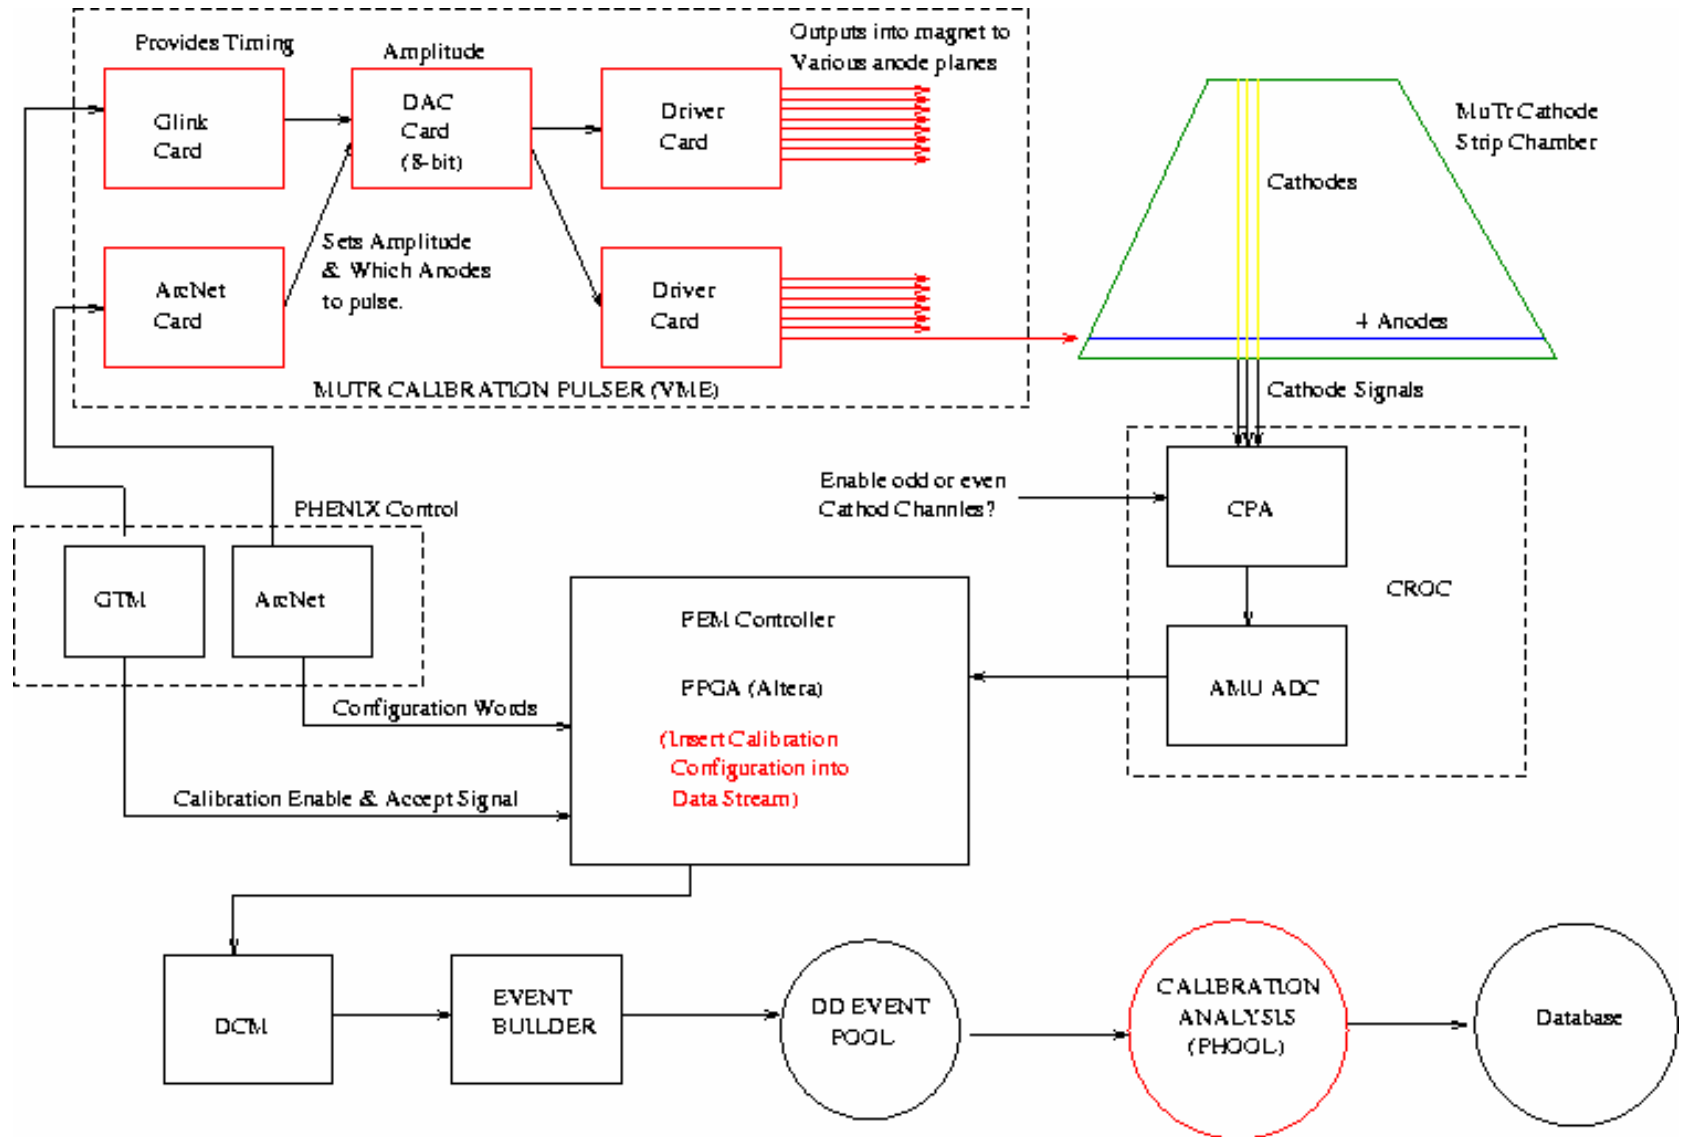 Provides Timing
Amplitude
Outputs into magnet to
Various anode planes
Glink
Card
DAC
Card
(8-bit)
Driver
Card
MuTr Cathode
Strip Chamber
Cathodes
Sets Amplitude
& Which Anodes
to pulse.
ArcNet
Card
Driver
Card
4 Anodes
MUTR CALIBRATION PULSER (VME)
Cathode Signals
Enable odd or even
Cathod Channles?
CPA
PHENIX Control
GTM
ArcNet
CROC
FEM Controller
FPGA (Altera)
(Insert Calibration
Configuration into
Data Stream)
AMU ADC
Configuration Words
Calibration Enable & Accept Signal
DCM
EVENT
BUILDER
DD EVENT
POOL
CALIBRATION
ANALYSIS
(PHOOL)
Database